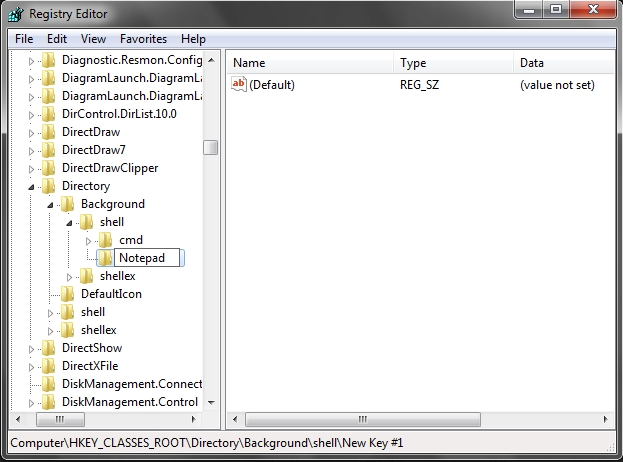 Registry Editor
File Edit View Favorites Help
Diagnostic.Resmon.Config
DiagramLaunch.DiagramLa
DiagramLaunch.DiagramLa
DirControl.DirList.10.0
DirectDraw
DirectDraw7
DirectDrawClipper
Directory
Background
shell
cmd
Notepad
shellex
DefaultIcon
shell
shellex
DirectShow
DirectXFile
DiskManagement.Connect
DiskManagement.Control
Name Type Data
ab (Default) REG_SZ (value not set)
Computer\HKEY_CLASSES_ROOT\Directory\Background\shell\New Key #1